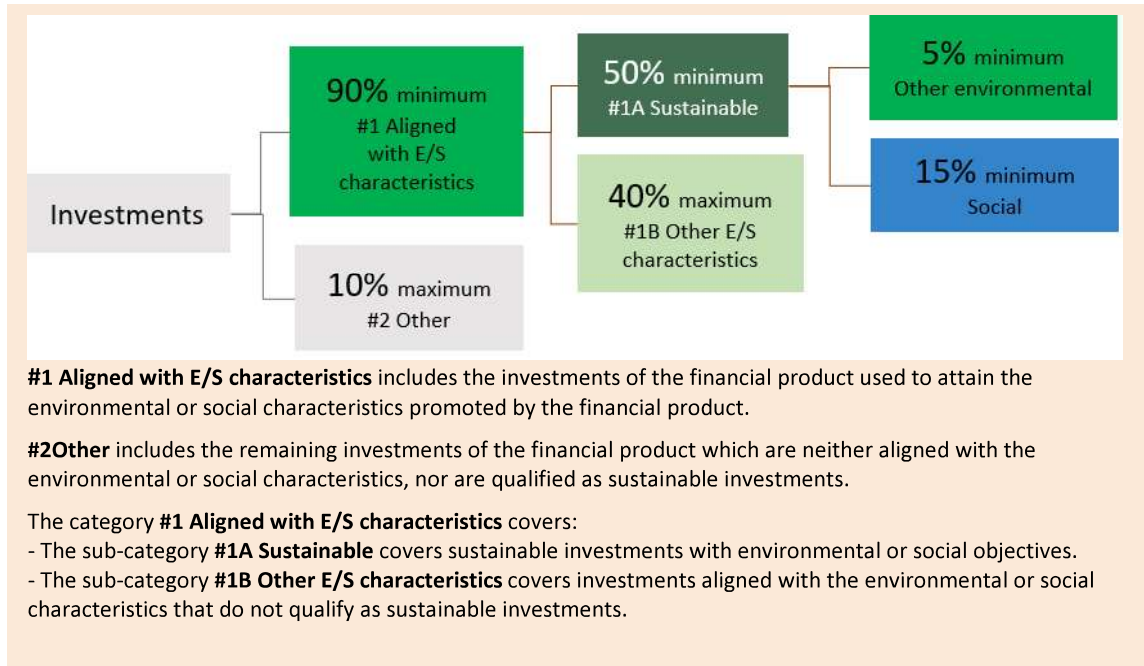 Investments
90% minimum
#1 Aligned
with E/S
characteristics
10% maximum
#2 Other
50% minimum
#1A Sustainable
40% maximum
#1B Other E/S
characteristics
5% minimum
Other environmental
15% minimum
Social
#1 Aligned with E/S characteristics includes the investments of the financial product used to attain the
environmental or social characteristics promoted by the financial product.
#2Other includes the remaining investments of the financial product which are neither aligned with the
environmental or social characteristics, nor are qualified as sustainable investments.
The category #1 Aligned with E/S characteristics covers:
- The sub-category #1A Sustainable covers sustainable investments with environmental or social objectives.
- The sub-category #1B Other E/S characteristics covers investments aligned with the environmental or social
characteristics that do not qualify as sustainable investments.